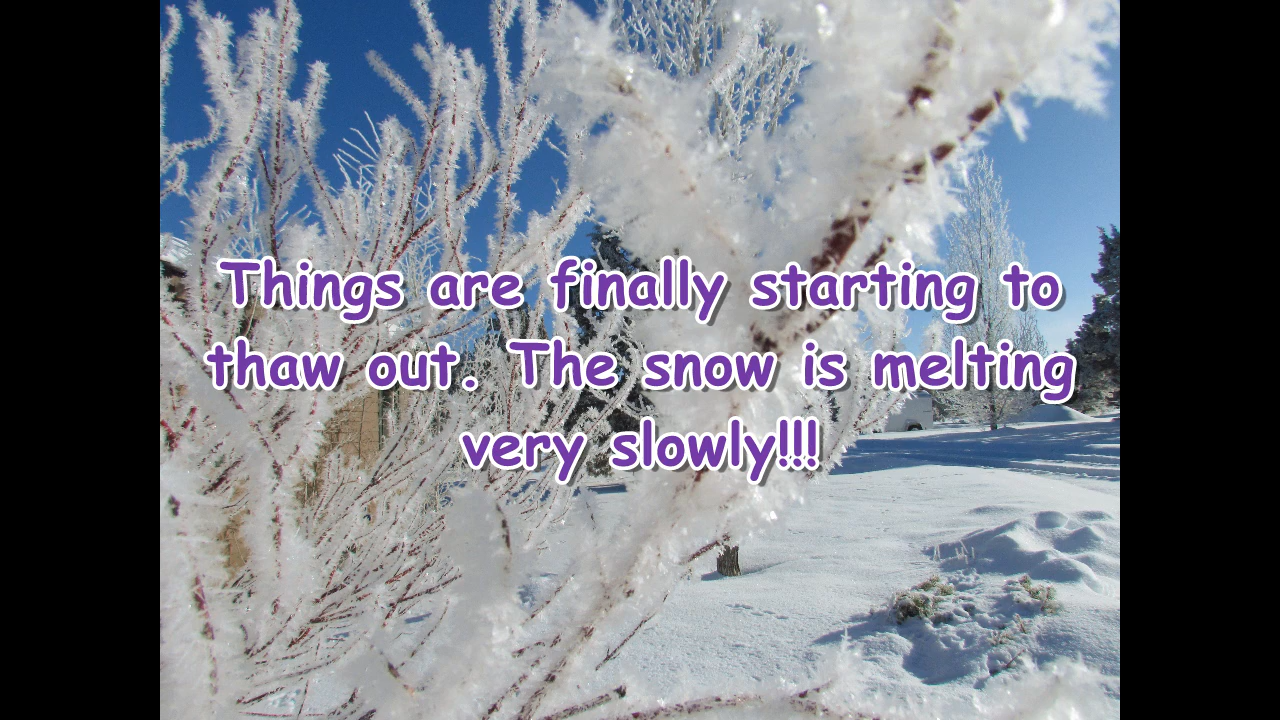 Things are finally starting to
thaw out. The snow is melting
very slowly!!!